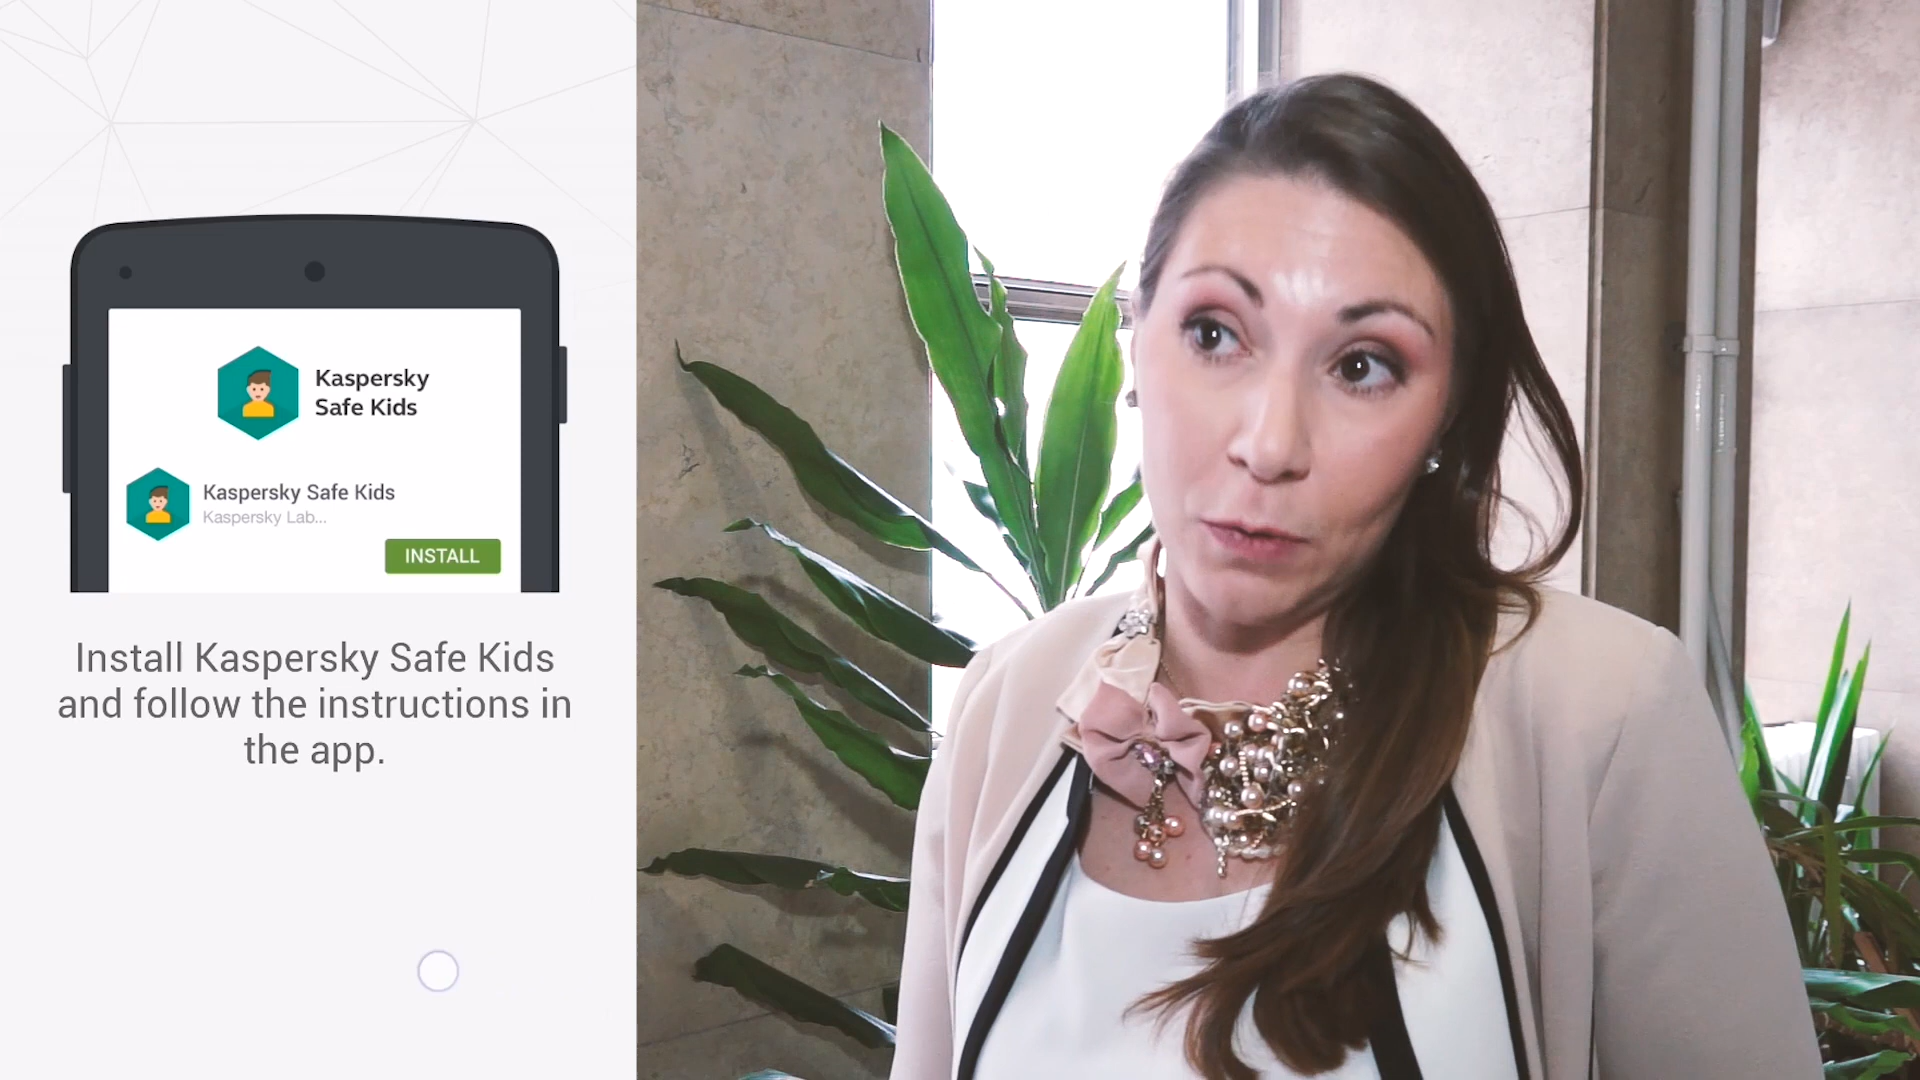 Kaspersky
Safe Kids
Kaspersky Safe Kids
Kaspersky Lab...
INSTALL
Install Kaspersky Safe Kids
and follow the instructions in
the app.